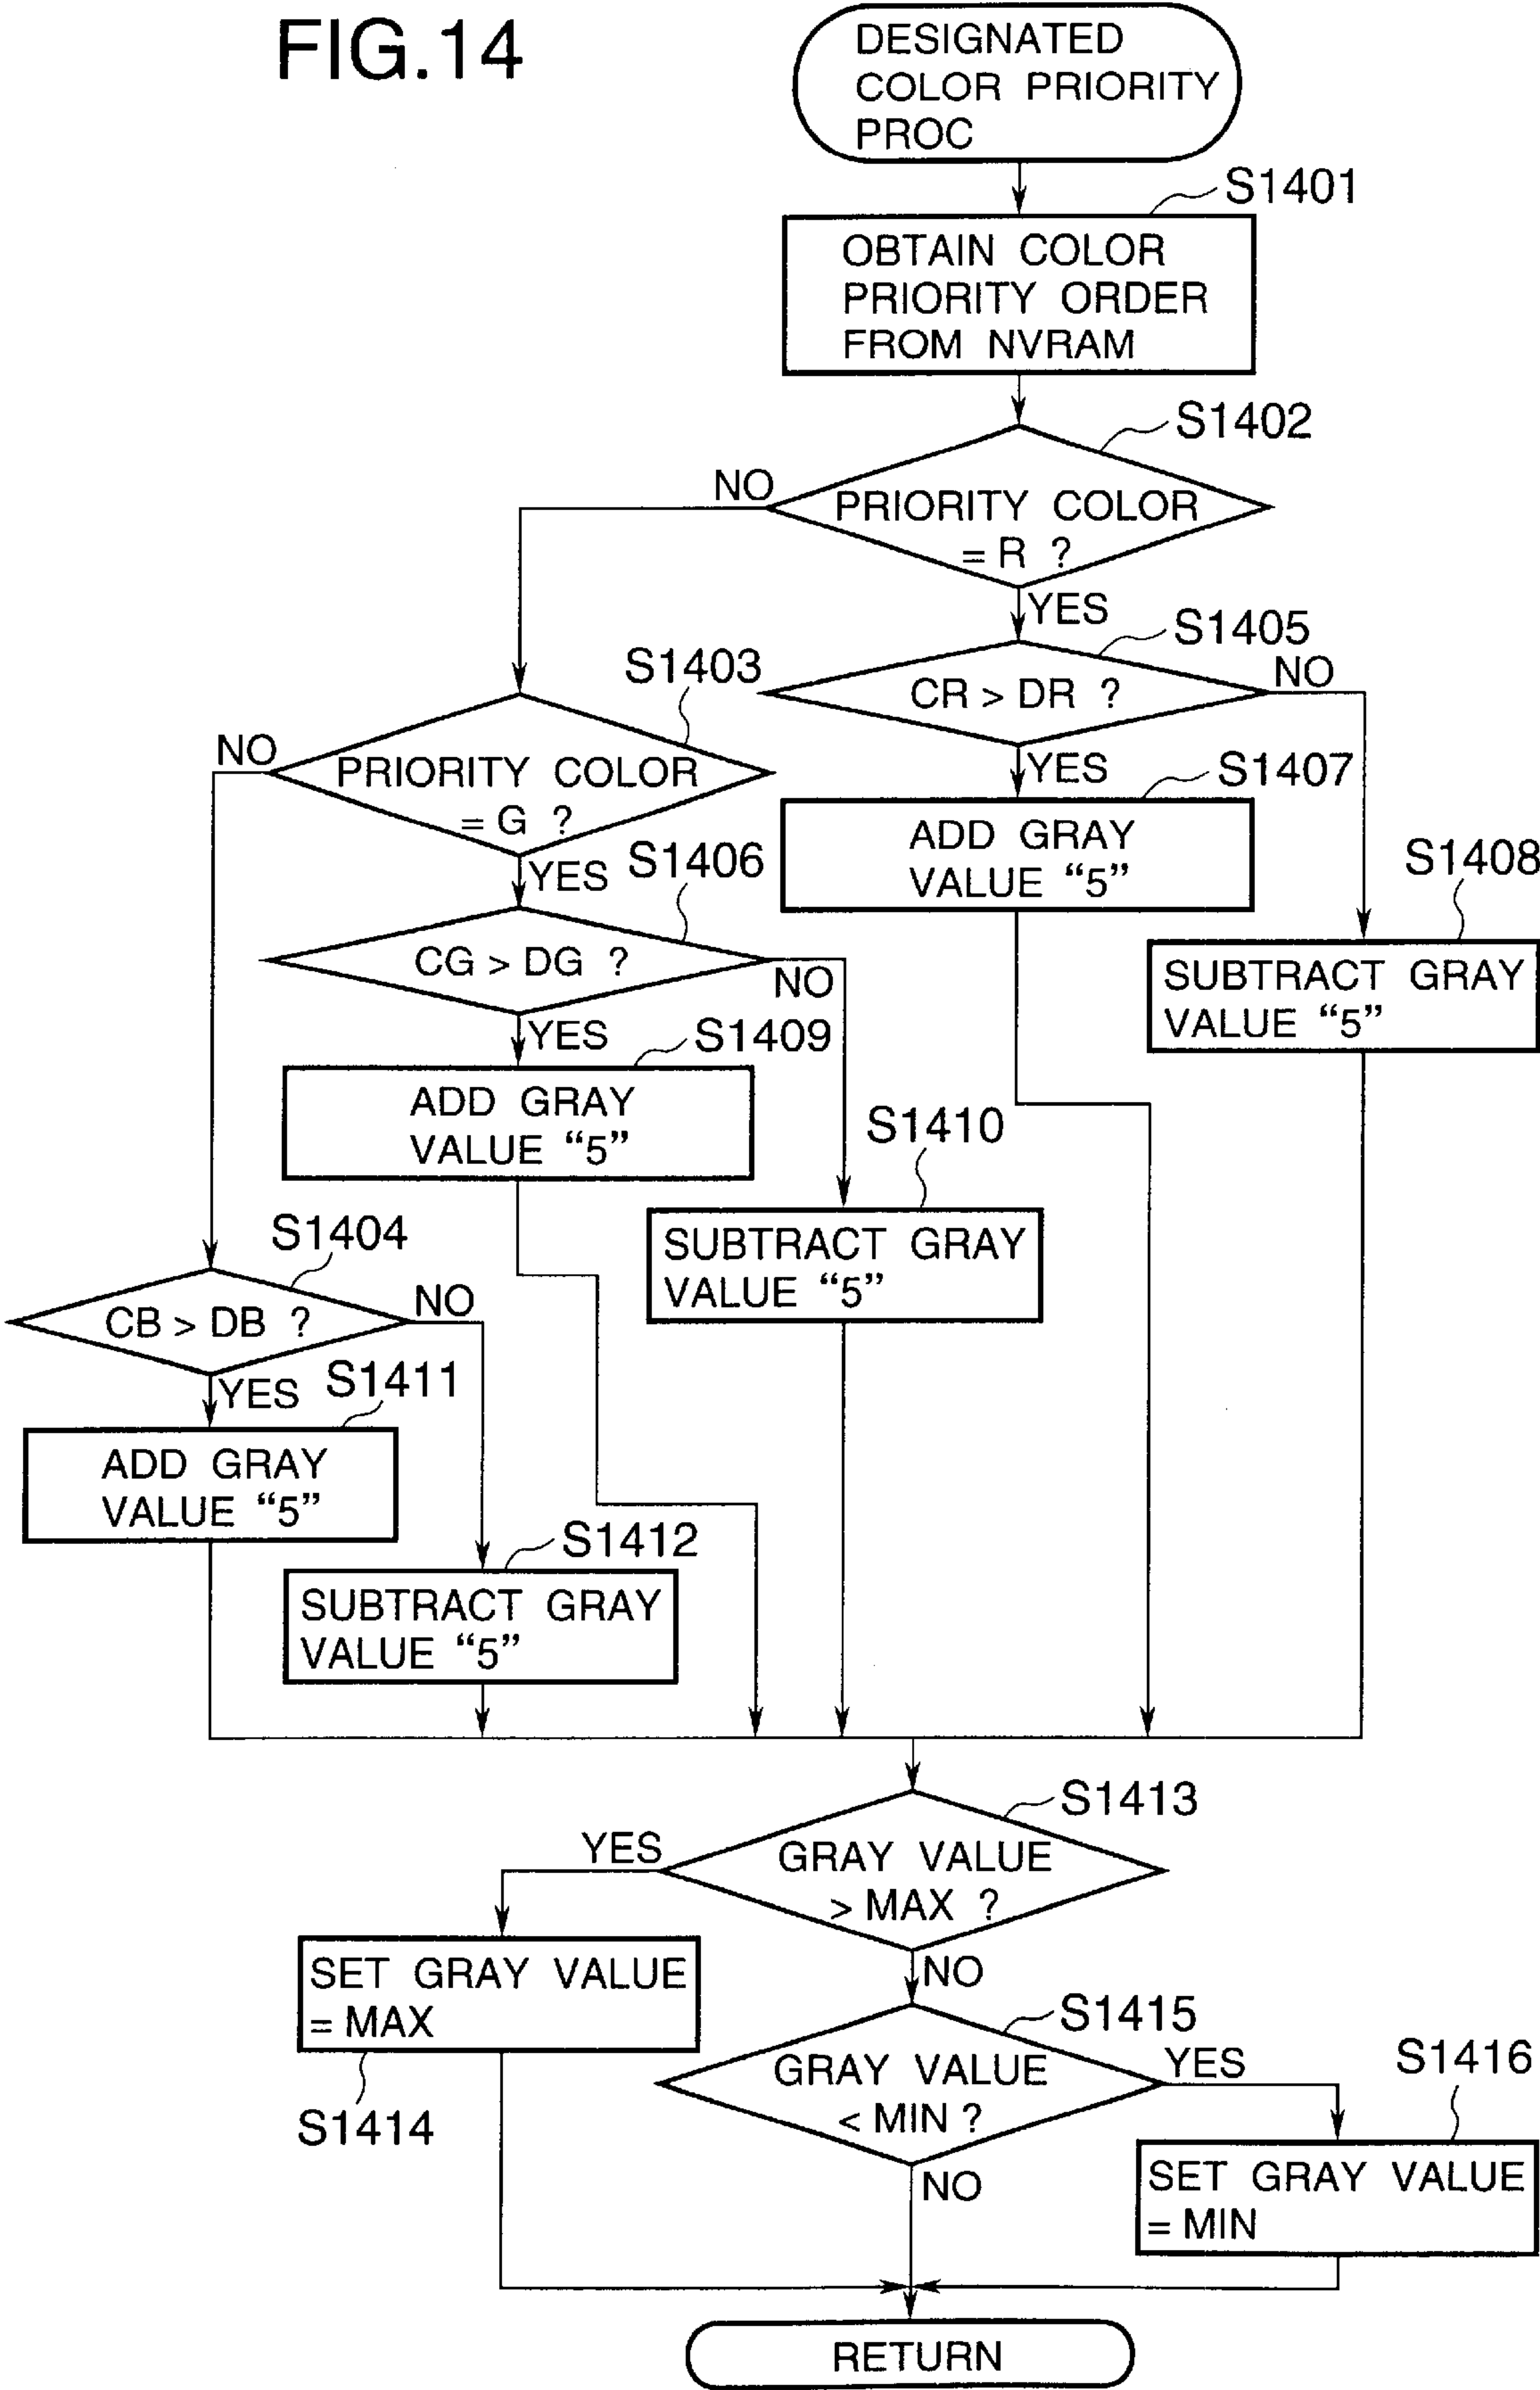 FIG.14
DESIGNATED
COLOR PRIORITY
PROC
S1401
OBTAIN COLOR
PRIORITY ORDER
FROM NVRAM
S1402
NO
PRIORITY COLOR
= R ?
YES
S1405
NO
CR > DR ?
S1403
NO
PRIORITY COLOR
= G ?
YES
S1407
ADD GRAY
VALUE “5”
S1408
SUBTRACT GRAY
VALUE “5”
YES
S1406
CG > DG ?
NO
YES
S1409
ADD GRAY
VALUE “5”
S1410
SUBTRACT GRAY
VALUE “5”
S1404
CB > DB ?
NO
YES
S1411
ADD GRAY
VALUE “5”
S1412
SUBTRACT GRAY
VALUE “5”
S1413
YES
GRAY VALUE
> MAX ?
SET GRAY VALUE
= MAX
S1414
NO
S1415
GRAY VALUE
< MIN ?
YES
S1416
SET GRAY VALUE
= MIN
NO
RETURN